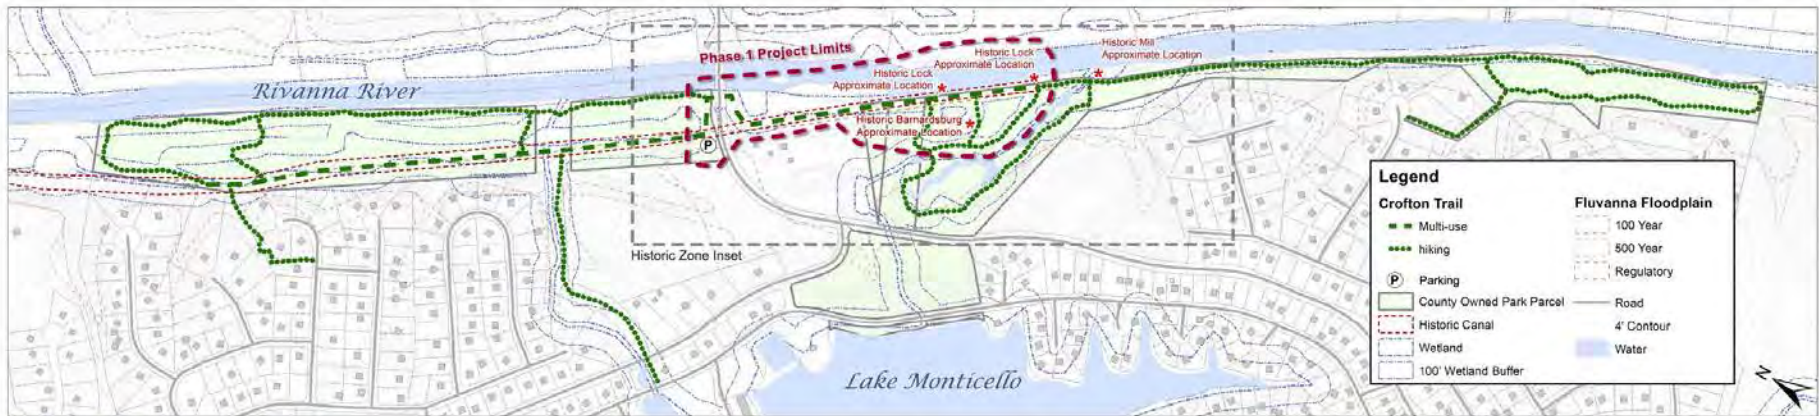 Phase 1 Project Limits
Rivanna River
Historic Lock
Approximate Location
Historic Lock
Approximate Location
Historic Mill
Approximate Location
Historic Barnardsburg
Approximate Location
P
Historic Zone Inset
Lake Monticello
Legend
Crofton Trail
Multi-use
hiking
P
Parking
County Owned Park Parcel
Historic Canal
Wetland
100' Wetland Buffer
Fluvanna Floodplain
100 Year
500 Year
Regulatory
Road
4' Contour
Water
N